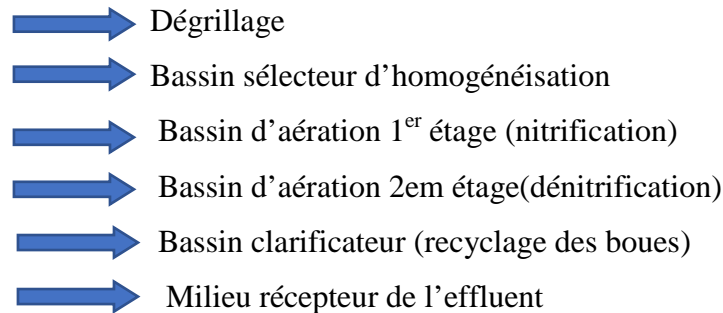 Dégrillage
Bassin sélecteur d’homogénéisation
Bassin d’aération 1er étage (nitrification)
Bassin d’aération 2em étage(dénitrification)
Bassin clarificateur (recyclage des boues)
Milieu récepteur de l’effluent